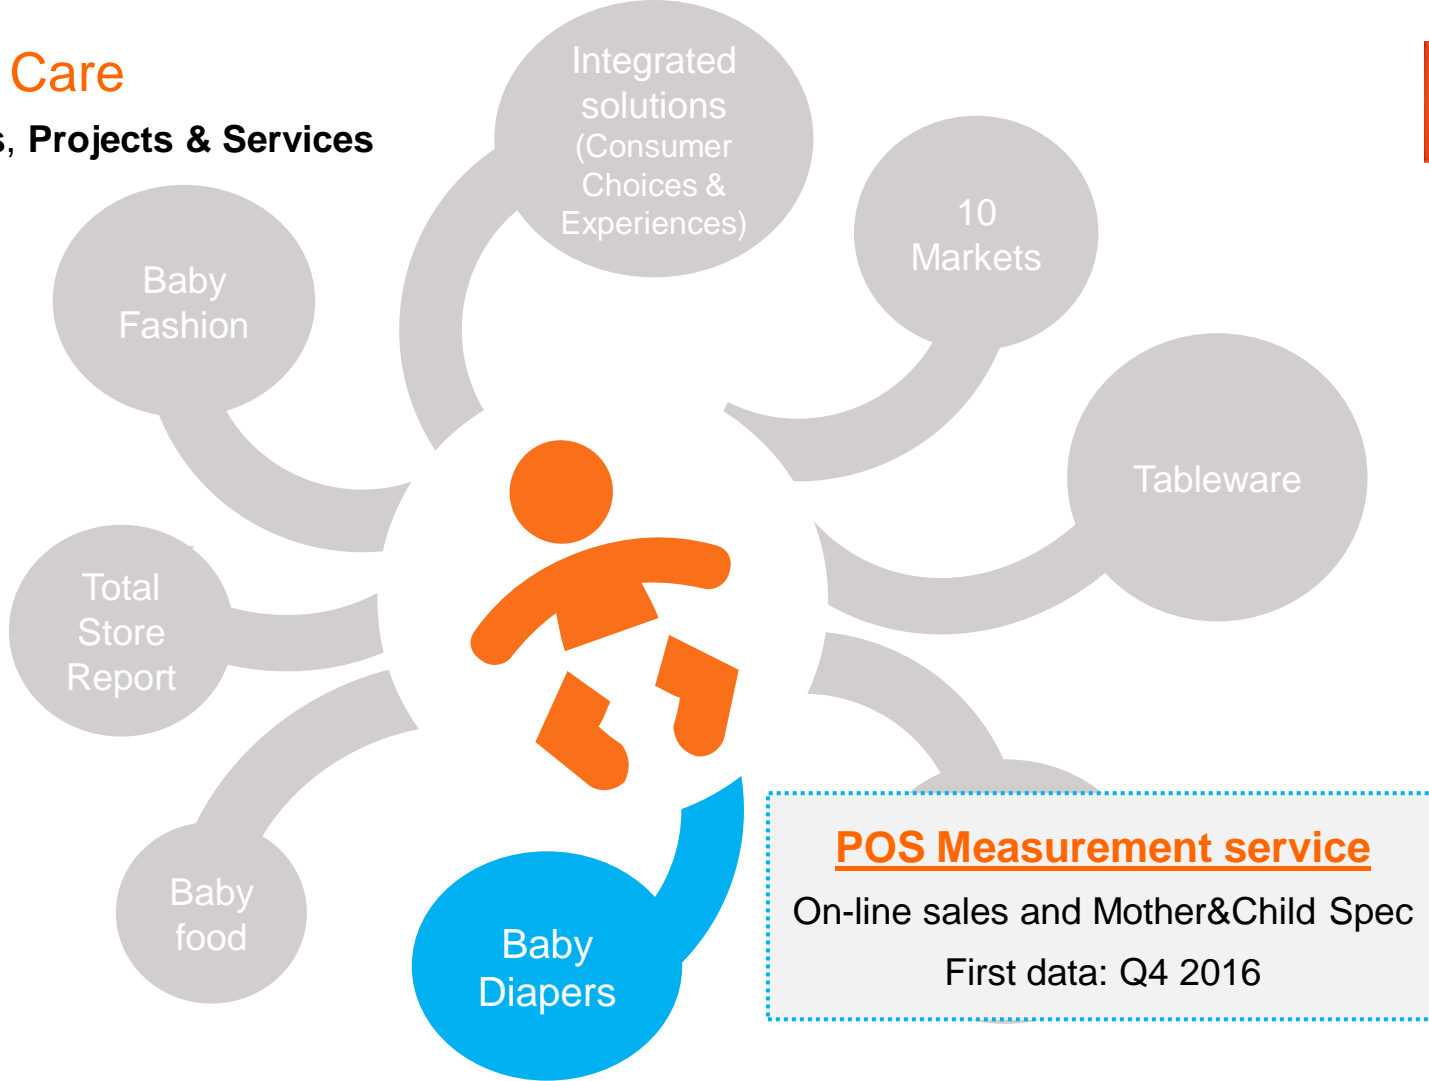 Care
s, Projects & Services
Integrated
solutions
(Consumer
Choices &
Experiences)
10
Markets
Baby
Fashion
Tableware
Total
Store
Report
Baby
food
Baby
Diapers
POS Measurement service
On-line sales and Mother&Child Spec
First data: Q4 2016